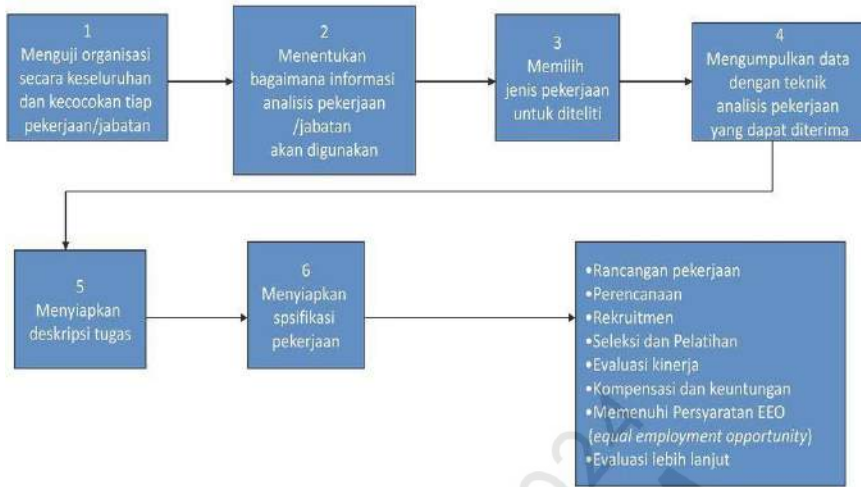 1
Menguji organisasi
secara keseluruhan
dan kecocokan tiap
pekerjaan/jabatan
2
Menentukan
bagaimana informasi
analisis pekerjaan
/jabatan
akan digunakan
3
Memilih
jenis pekerjaan
untuk diteliti
4
Mengumpulkan data
dengan teknik
analisis pekerjaan
yang dapat diterima
5
Menyiapkan
deskripsi tugas
6
Menyiapkan
spsifikasi
pekerjaan
•Rancangan pekerjaan
•Perencanaan
•Rekruitmen
•Seleksi dan Pelatihan
•Evaluasi kinerja
•Kompensasi dan keuntungan
•Memenuhi Persyaratan EEO
(equal employment opportunity)
•Evaluasi lebih lanjut
2024